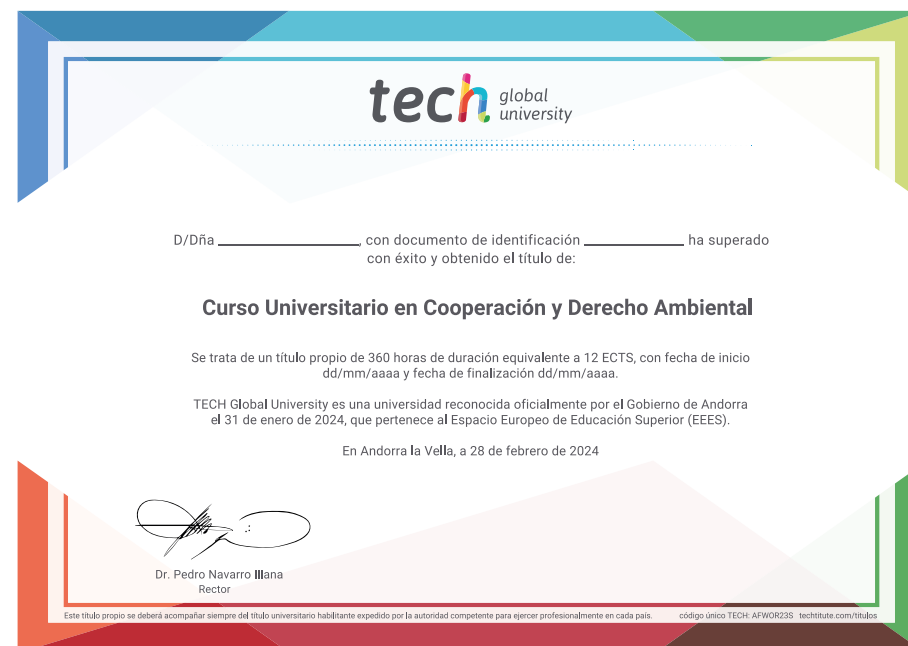 tech global
university
D/Dña ______________, con documento de identificación ______________ ha superado
con éxito y obtenido el título de:
Curso Universitario en Cooperación y Derecho Ambiental
Se trata de un título propio de 360 horas de duración equivalente a 12 ECTS, con fecha de inicio
dd/mm/aaaa y fecha de finalización dd/mm/aaaa.
TECH Global University es una universidad reconocida oficialmente por el Gobierno de Andorra
el 31 de enero de 2024, que pertenece al Espacio Europeo de Educación Superior (EEES).
En Andorra la Vella, a 28 de febrero de 2024
Dr. Pedro Navarro Illana
Rector
Este título propio se deberá acompañar siempre del título universitario habilitante expedido por la autoridad competente para ejercer profesionalmente en cada país. código único TECH: AFWOR23S techtitute.com/titulos